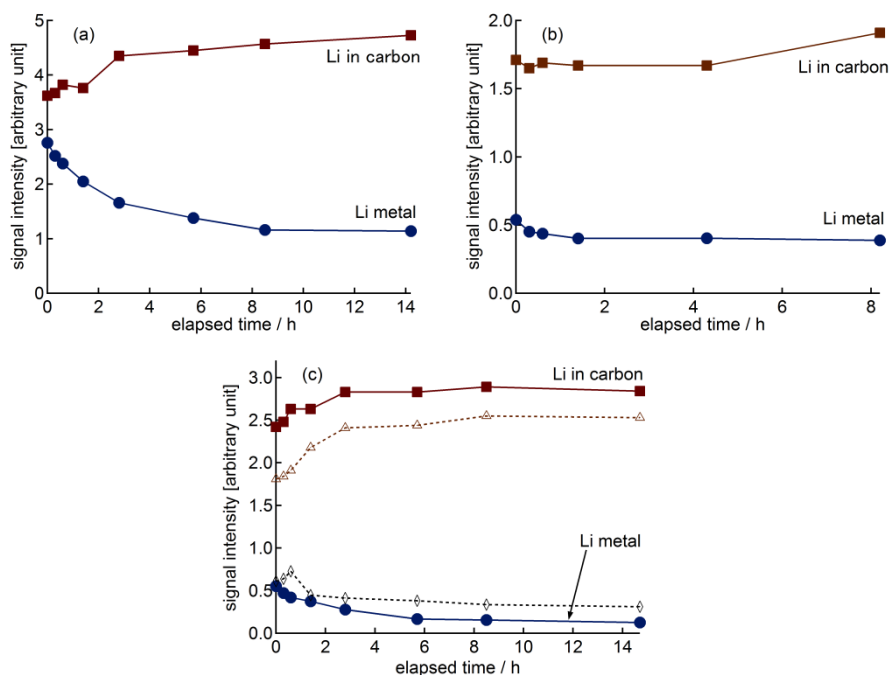 (a)
signal intensity [arbitrary unit]
5
4
3
2
1
0
Li in carbon
Li metal
0 2 4 6 8 10 12 14
elapsed time / h
(b)
signal intensity [arbitrary unit]
2.0
1.5
1.0
0.5
0.0
Li in carbon
Li metal
0 2 4 6 8
elapsed time / h
(c)
signal intensity [arbitrary unit]
3.0
2.5
2.0
1.5
1.0
0.5
0.0
Li in carbon
Li metal
0 2 4 6 8 10 12 14
elapsed time / h